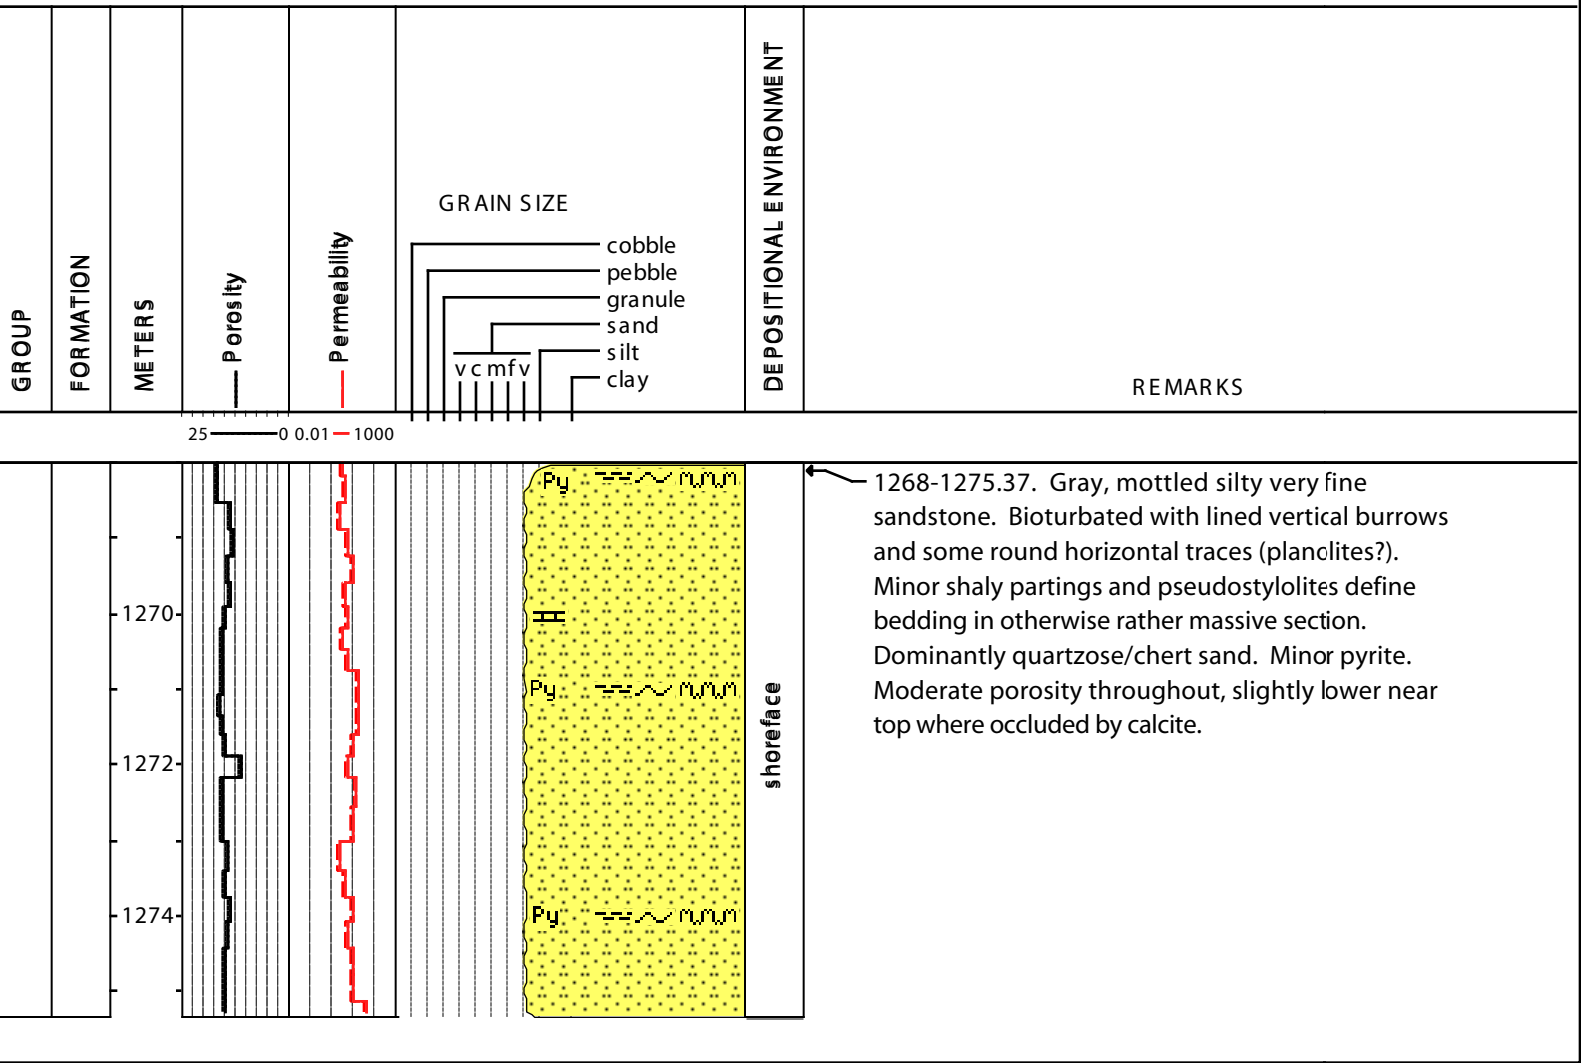 GROUP
FORMATION
METERS
Porosity
Permeability
GRAIN SIZE
cobble
pebble
granule
sand
silt
clay
v c m f v
DEPOSITIONAL ENVIRONMENT
REMARKS
25 0 0.01 1000
Py
1268-1275.37. Gray, mottled silty very fine
sandstone. Bioturbated with lined vertical burrows
and some round horizontal traces (planolites?).
Minor shaly partings and pseudostylolites define
bedding in otherwise rather massive section.
Dominantly quartzose/chert sand. Minor pyrite.
Moderate porosity throughout, slightly lower near
top where occluded by calcite.
1270
Py
shoreface
1272
1274
Py